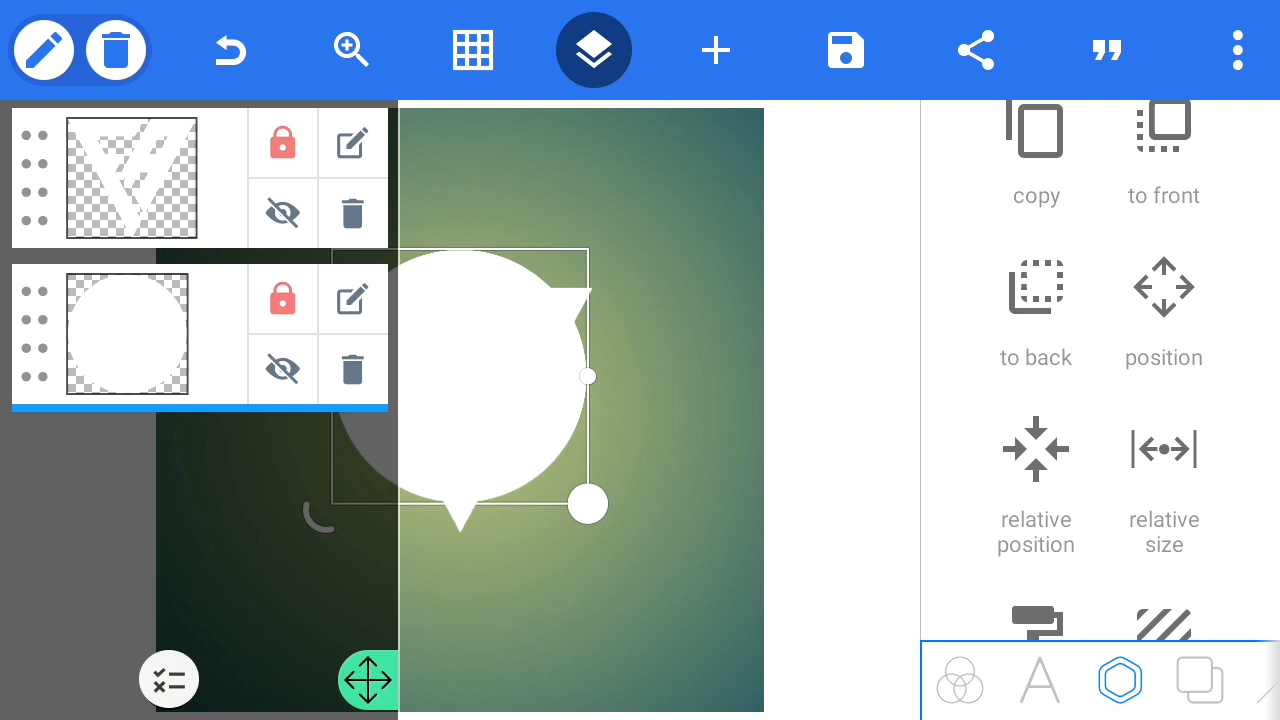 copy
to front
to back
position
relative
position
relative
size